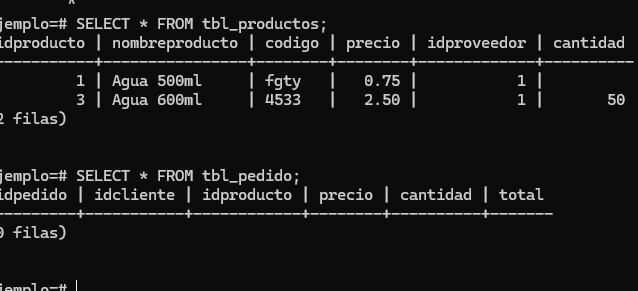 jemplo=# SELECT * FROM tbl_productos;
idproducto | nombreproducto | codigo | precio | idproveedor | cantidad
-----------+----------------+--------+--------+-------------+----------
1 | Agua 500ml | fgty | 0.75 | 1 |
3 | Agua 600ml | 4533 | 2.50 | 1 | 50
2 filas)
jemplo=# SELECT * FROM tbl_pedido;
idpedido | idcliente | idproducto | precio | cantidad | total
---------+-----------+------------+--------+----------+-------
0 filas)
jemplo=#